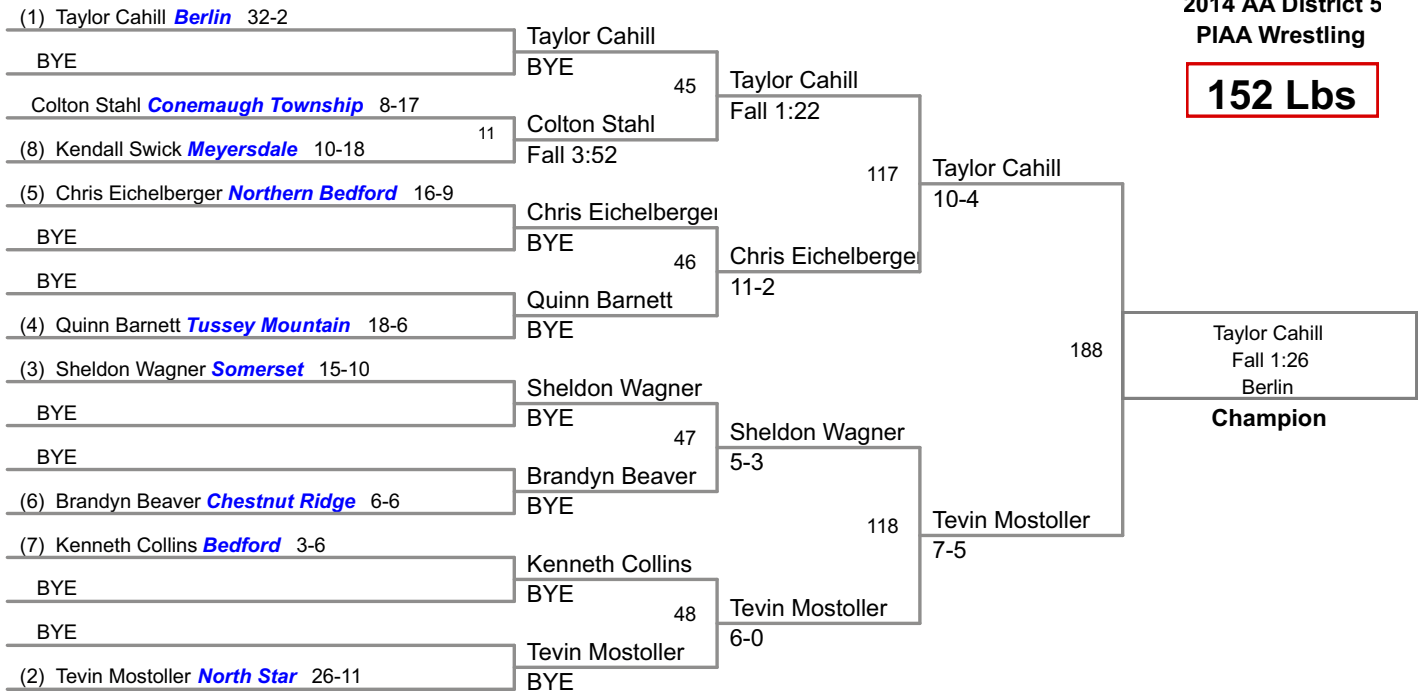 2014 AA District 5
PIAA Wrestling
152 Lbs
(1) Taylor Cahill Berlin 32-2
BYE
Colton Stahl Conemaugh Township 8-17
(8) Kendall Swick Meyersdale 10-18
(5) Chris Eichelberger Northern Bedford 16-9
BYE
BYE
(4) Quinn Barnett Tussey Mountain 18-6
(3) Sheldon Wagner Somerset 15-10
BYE
BYE
(6) Brandyn Beaver Chestnut Ridge 6-6
(7) Kenneth Collins Bedford 3-6
BYE
BYE
(2) Tevin Mostoller North Star 26-11
11
Taylor Cahill
BYE
Colton Stahl
Fall 3:52
Chris Eichelberger
BYE
Quinn Barnett
BYE
Sheldon Wagner
BYE
Brandyn Beaver
BYE
Kenneth Collins
BYE
Tevin Mostoller
BYE
45
46
47
48
Taylor Cahill
Fall 1:22
Chris Eichelberger
11-2
Sheldon Wagner
5-3
Tevin Mostoller
6-0
117
118
Taylor Cahill
10-4
Tevin Mostoller
7-5
188
Taylor Cahill
Fall 1:26
Berlin
Champion